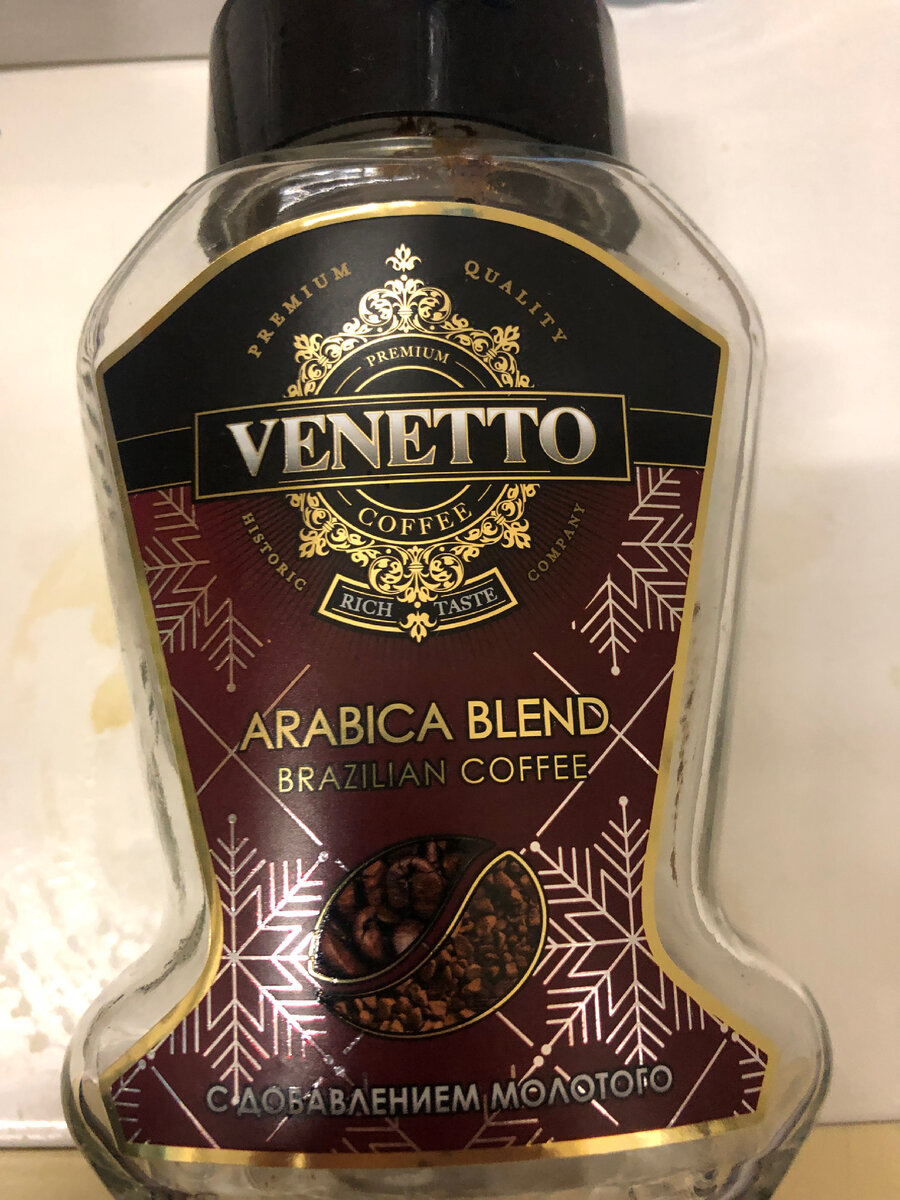 PREMIUM QUALITY
PREMIUM
VENETTO
COFFEE
HISTORIC COMPANY
RICH TASTE
ARABICA BLEND
BRAZILIAN COFFEE
С ДОБАВЛЕНИЕМ МОЛОТОГО